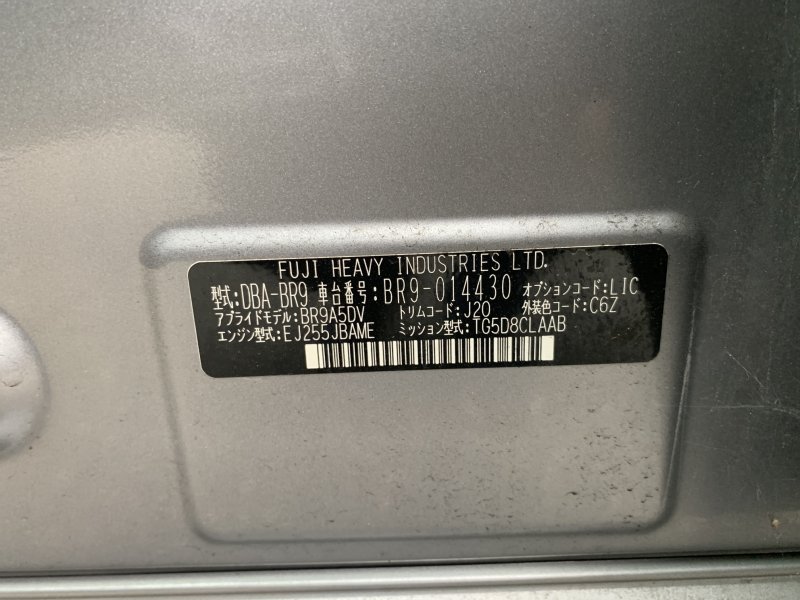 FUJI HEAVY INDUSTRIES LTD.
型式:DBA-BR9 車台番号:BR9-014430 オプションコード:LIC
アプライドモデル:BR9A5DV トリムコード:J20 外装色コード:C6Z
エンジン型式:EJ255JBAME ミッション型式:TG5D8CLAAB